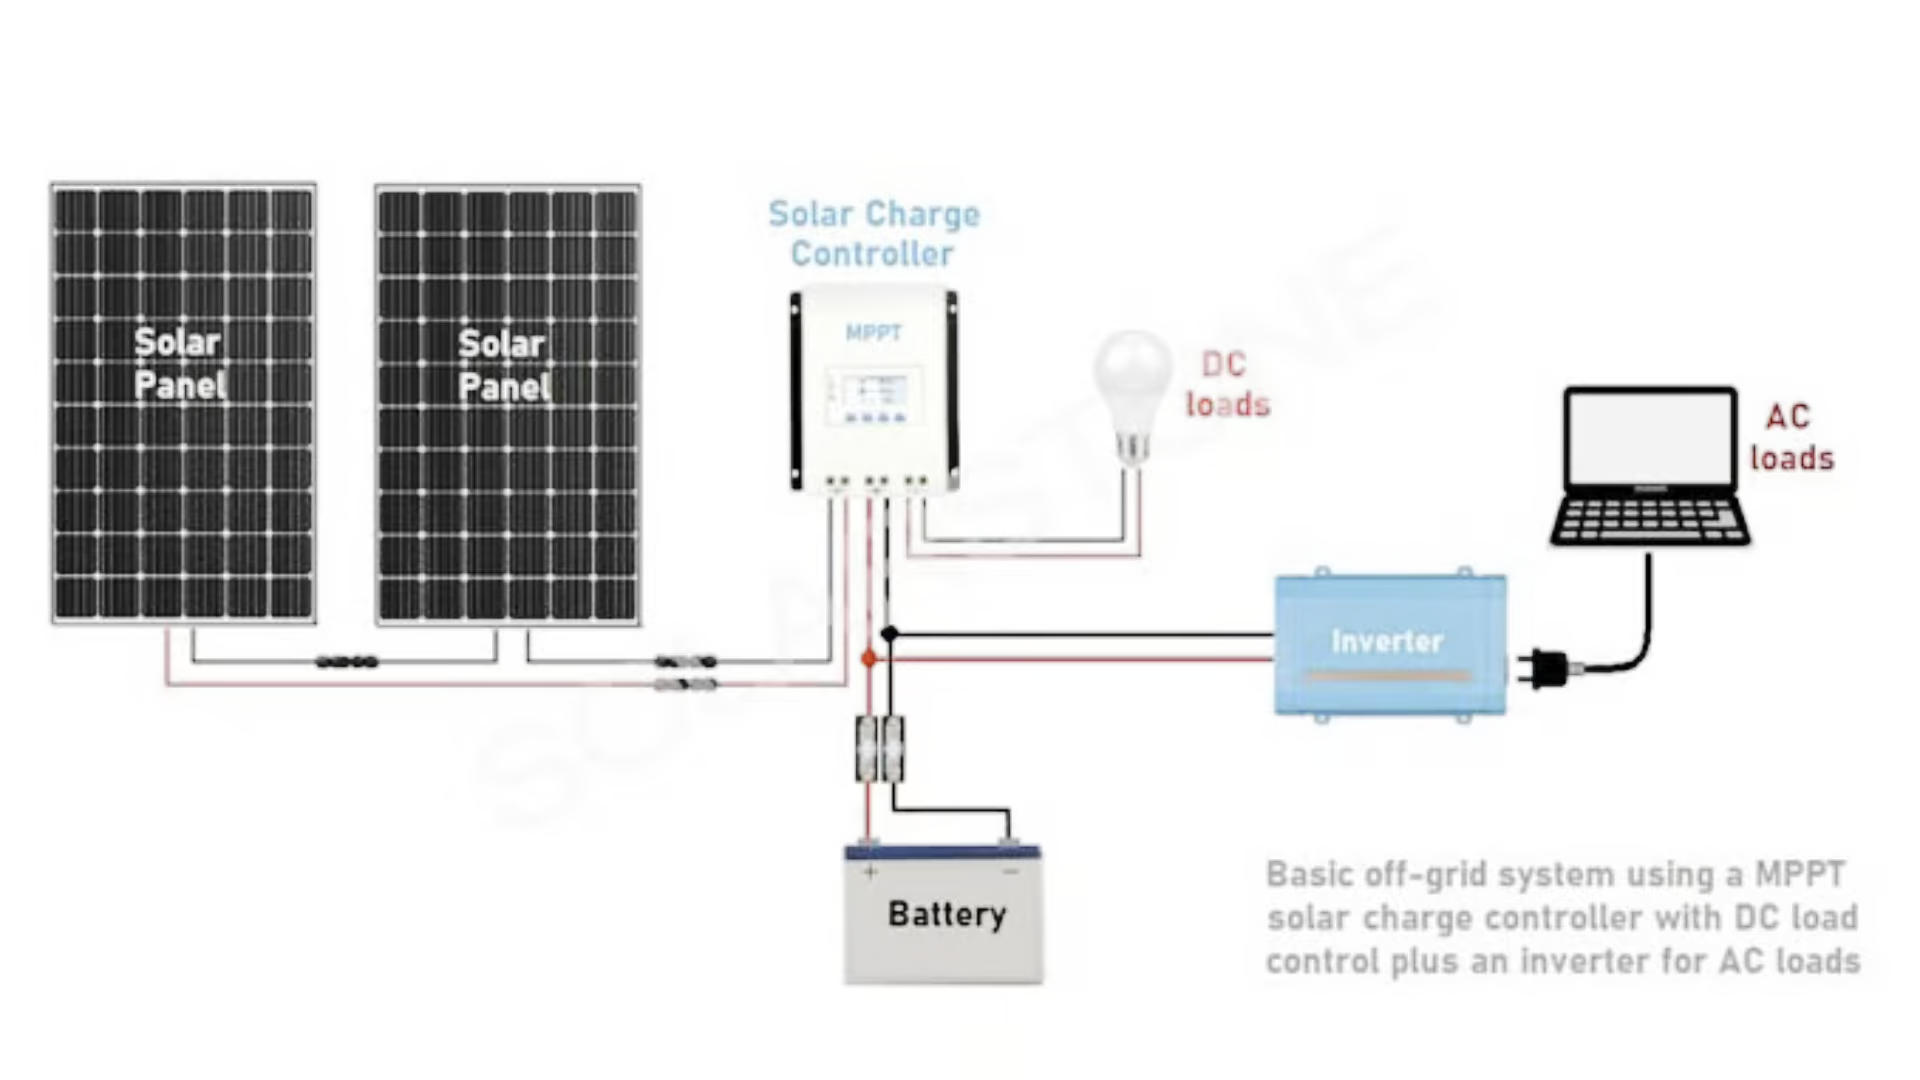 Solar
Panel
Solar
Panel
Solar Charge
Controller
MPPT
DC
loads
AC
loads
Inverter
+
−
Battery
Basic off-grid system using a MPPT
solar charge controller with DC load
control plus an inverter for AC loads